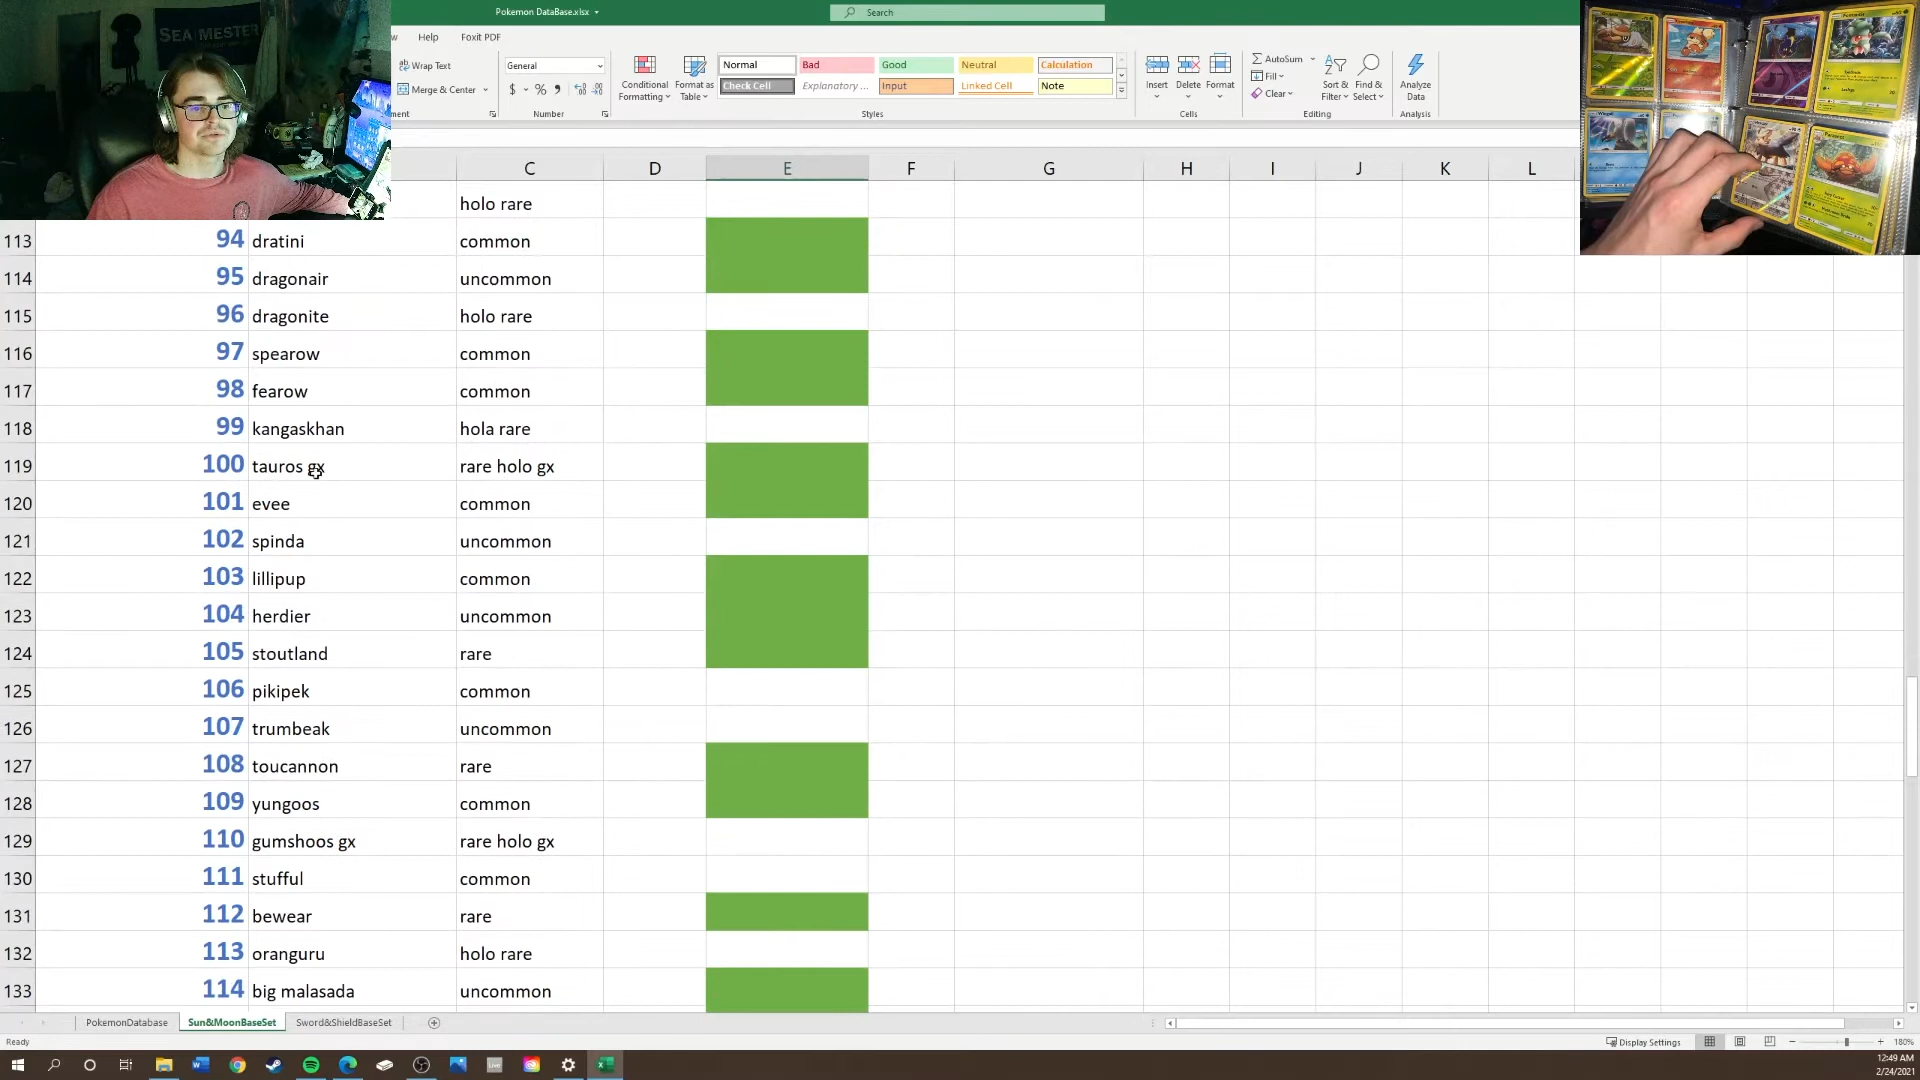 Pokemon DataBase.xlsx
Search
SEA MESTER
Help Foxit PDF
Wrap Text
Merge & Center
General
$ % ,
Number
Conditional Formatting
Format as Table
Normal Bad Good Neutral Calculation
Check Cell Explanatory ... Input Linked Cell Note
Styles
Insert Delete Format
Cells
AutoSum
Fill
Clear
Sort & Filter
Find & Select
Editing
Analyze Data
Analysis
C D E F G H I J K L
holo rare
113 94 dratini common
114 95 dragonair uncommon
115 96 dragonite holo rare
116 97 spearow common
117 98 fearow common
118 99 kangaskhan hola rare
119 100 tauros gx rare holo gx
120 101 evee common
121 102 spinda uncommon
122 103 lillipup common
123 104 herdier uncommon
124 105 stoutland rare
125 106 pikipek common
126 107 trumbeak uncommon
127 108 toucannon rare
128 109 yungoos common
129 110 gumshoos gx rare holo gx
130 111 stufful common
131 112 bewear rare
132 113 oranguru holo rare
133 114 big malasada uncommon
PokemonDatabase Sun&MoonBaseSet Sword&ShieldBaseSet
Ready
Display Settings
180%
12:49 AM
2/24/2021